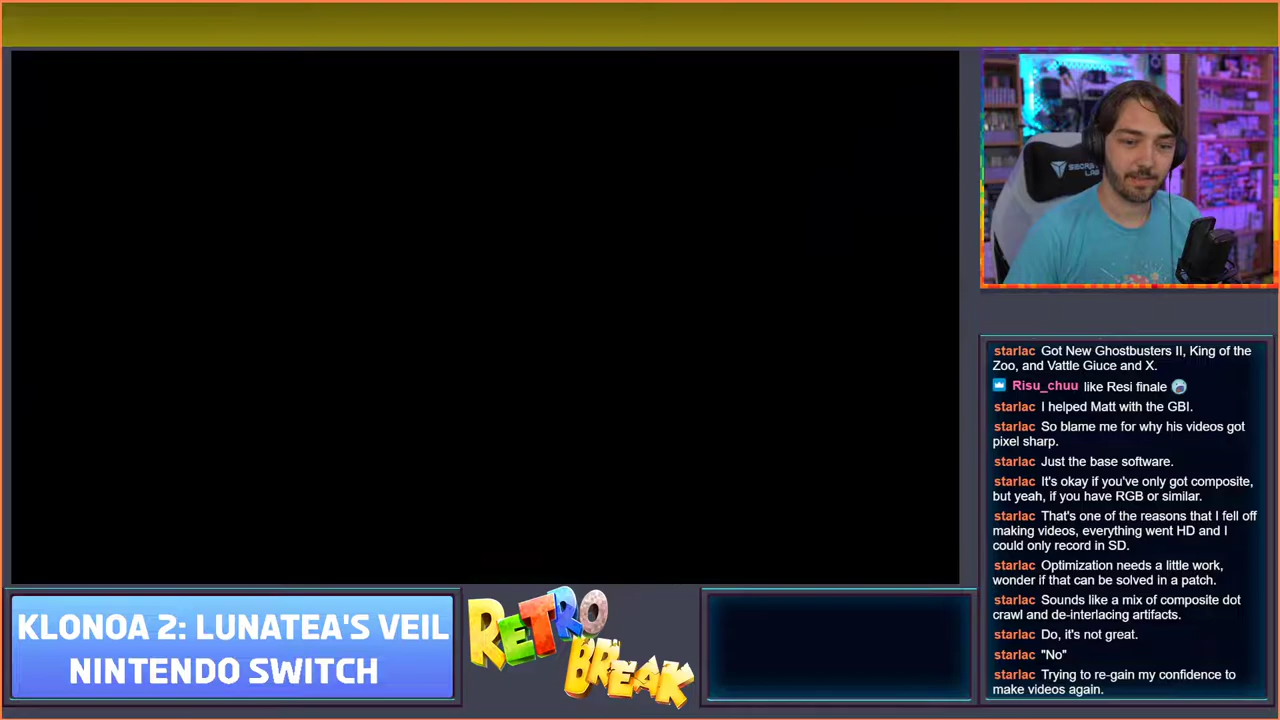 SECRET
LAB
starlac Got New Ghostbusters II, King of the
Zoo, and Vattle Giuce and X.
Risu_chuu like Resi finale
starlac I helped Matt with the GBI.
starlac So blame me for why his videos got
pixel sharp.
starlac Just the base software.
starlac It's okay if you've only got composite,
but yeah, if you have RGB or similar.
starlac That's one of the reasons that I fell off
making videos, everything went HD and I
could only record in SD.
starlac Optimization needs a little work,
wonder if that can be solved in a patch.
starlac Sounds like a mix of composite dot
crawl and de-interlacing artifacts.
starlac Do, it's not great.
starlac "No"
starlac Trying to re-gain my confidence to
make videos again.
KLONOA 2: LUNATEA'S VEIL
NINTENDO SWITCH
RETRO
BREAK